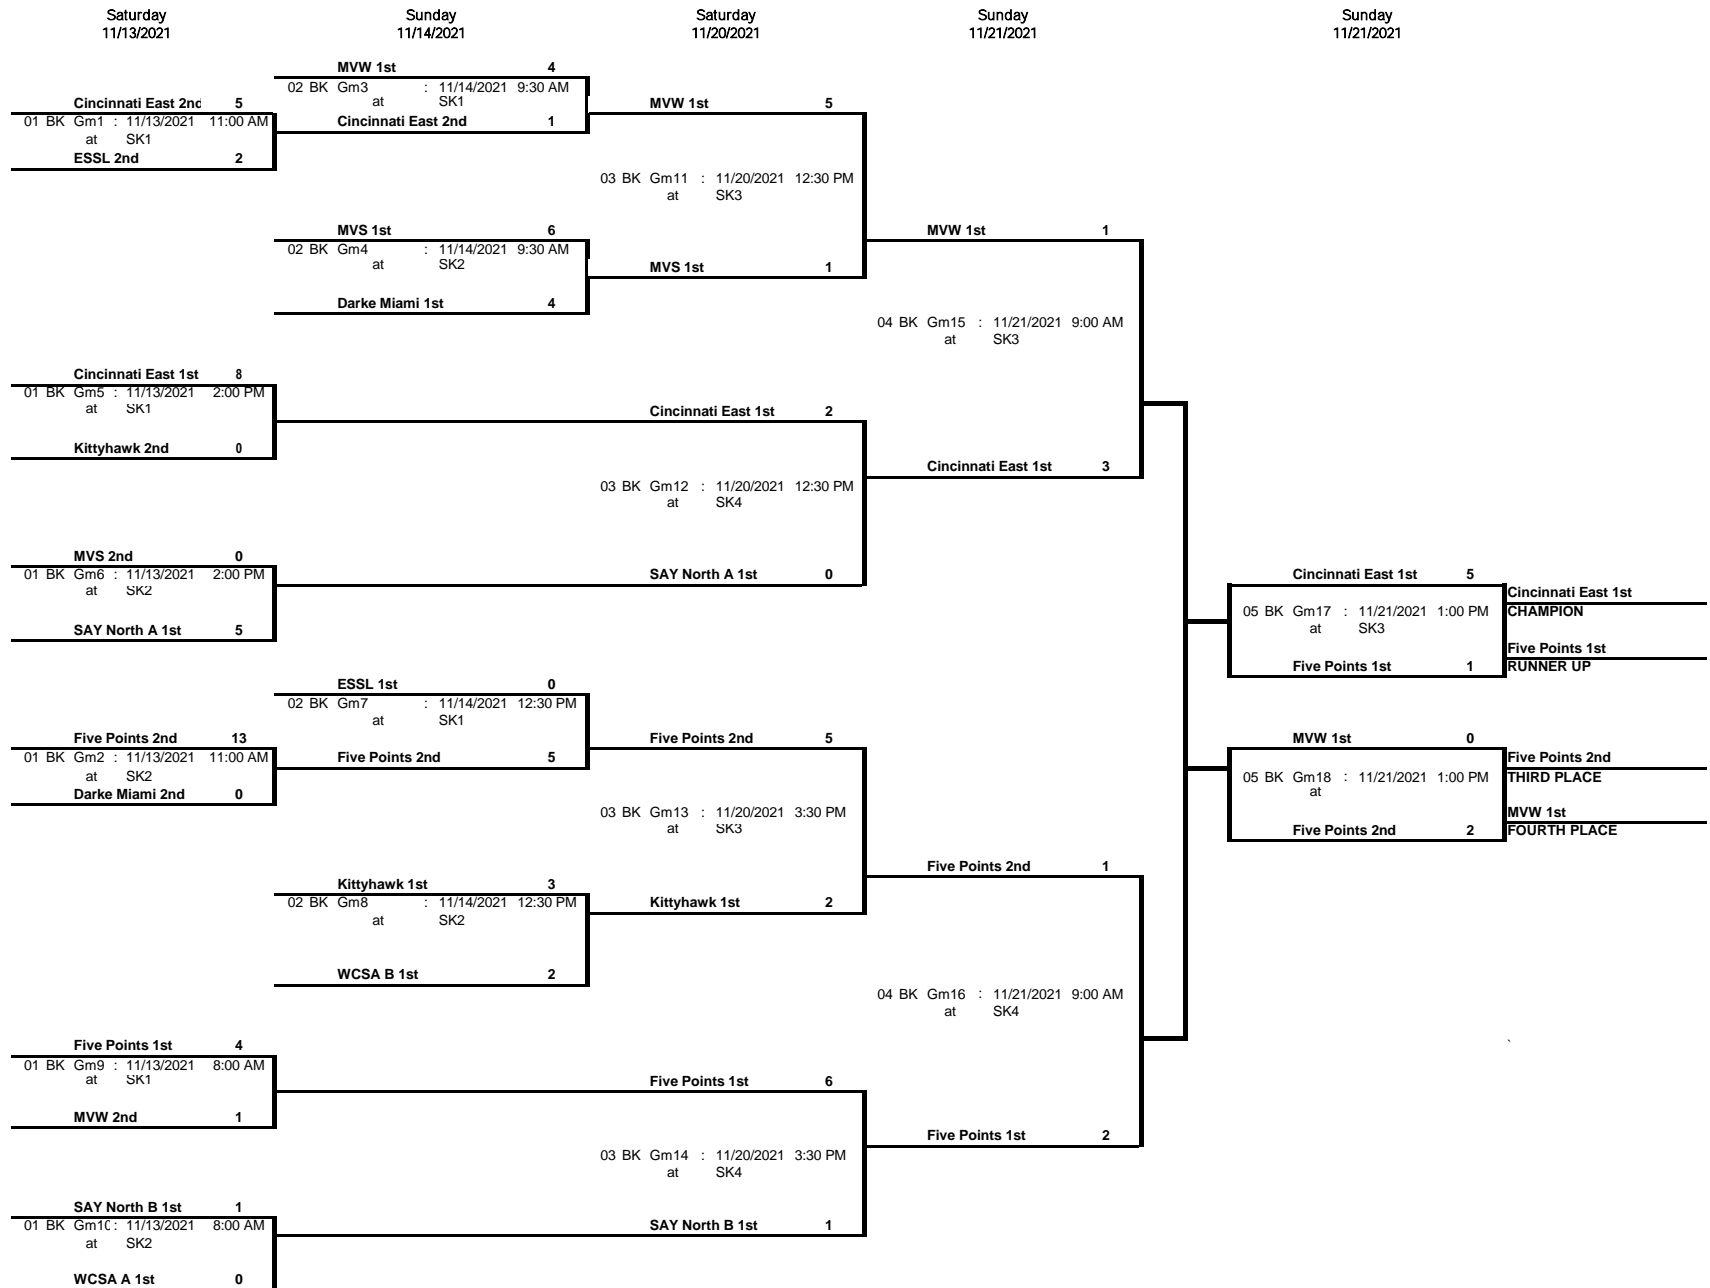 Saturday
11/13/2021
Sunday
11/14/2021
Saturday
11/20/2021
Sunday
11/21/2021
Sunday
11/21/2021
MVW 1st 4
02 BK Gm3 : 11/14/2021 9:30 AM
at SK1
Cincinnati East 2nd 1
Cincinnati East 2nd 5
01 BK Gm1 : 11/13/2021 11:00 AM
at SK1
ESSL 2nd 2
MVW 1st 5
03 BK Gm11 : 11/20/2021 12:30 PM
at SK3
MVS 1st 1
MVS 1st 6
02 BK Gm4 : 11/14/2021 9:30 AM
at SK2
Darke Miami 1st 4
MVW 1st 1
04 BK Gm15 : 11/21/2021 9:00 AM
at SK3
Cincinnati East 1st 3
Cincinnati East 1st 8
01 BK Gm5 : 11/13/2021 2:00 PM
at SK1
Kittyhawk 2nd 0
Cincinnati East 1st 2
03 BK Gm12 : 11/20/2021 12:30 PM
at SK4
SAY North A 1st 0
MVS 2nd 0
01 BK Gm6 : 11/13/2021 2:00 PM
at SK2
SAY North A 1st 5
Cincinnati East 1st 5
05 BK Gm17 : 11/21/2021 1:00 PM
at SK3
Five Points 1st 1
Cincinnati East 1st
CHAMPION
Five Points 1st
RUNNER UP
ESSL 1st 0
02 BK Gm7 : 11/14/2021 12:30 PM
at SK1
Five Points 2nd 5
Five Points 2nd 13
01 BK Gm2 : 11/13/2021 11:00 AM
at SK2
Darke Miami 2nd 0
Five Points 2nd 5
03 BK Gm13 : 11/20/2021 3:30 PM
at SK3
Kittyhawk 1st 2
MVW 1st 0
05 BK Gm18 : 11/21/2021 1:00 PM
at
Five Points 2nd 2
Five Points 2nd
THIRD PLACE
MVW 1st
FOURTH PLACE
Kittyhawk 1st 3
02 BK Gm8 : 11/14/2021 12:30 PM
at SK2
WCSA B 1st 2
Five Points 2nd 1
04 BK Gm16 : 11/21/2021 9:00 AM
at SK4
Five Points 1st 2
Five Points 1st 4
01 BK Gm9 : 11/13/2021 8:00 AM
at SK1
MVW 2nd 1
Five Points 1st 6
03 BK Gm14 : 11/20/2021 3:30 PM
at SK4
SAY North B 1st 1
SAY North B 1st 1
01 BK Gm10 : 11/13/2021 8:00 AM
at SK2
WCSA A 1st 0
`